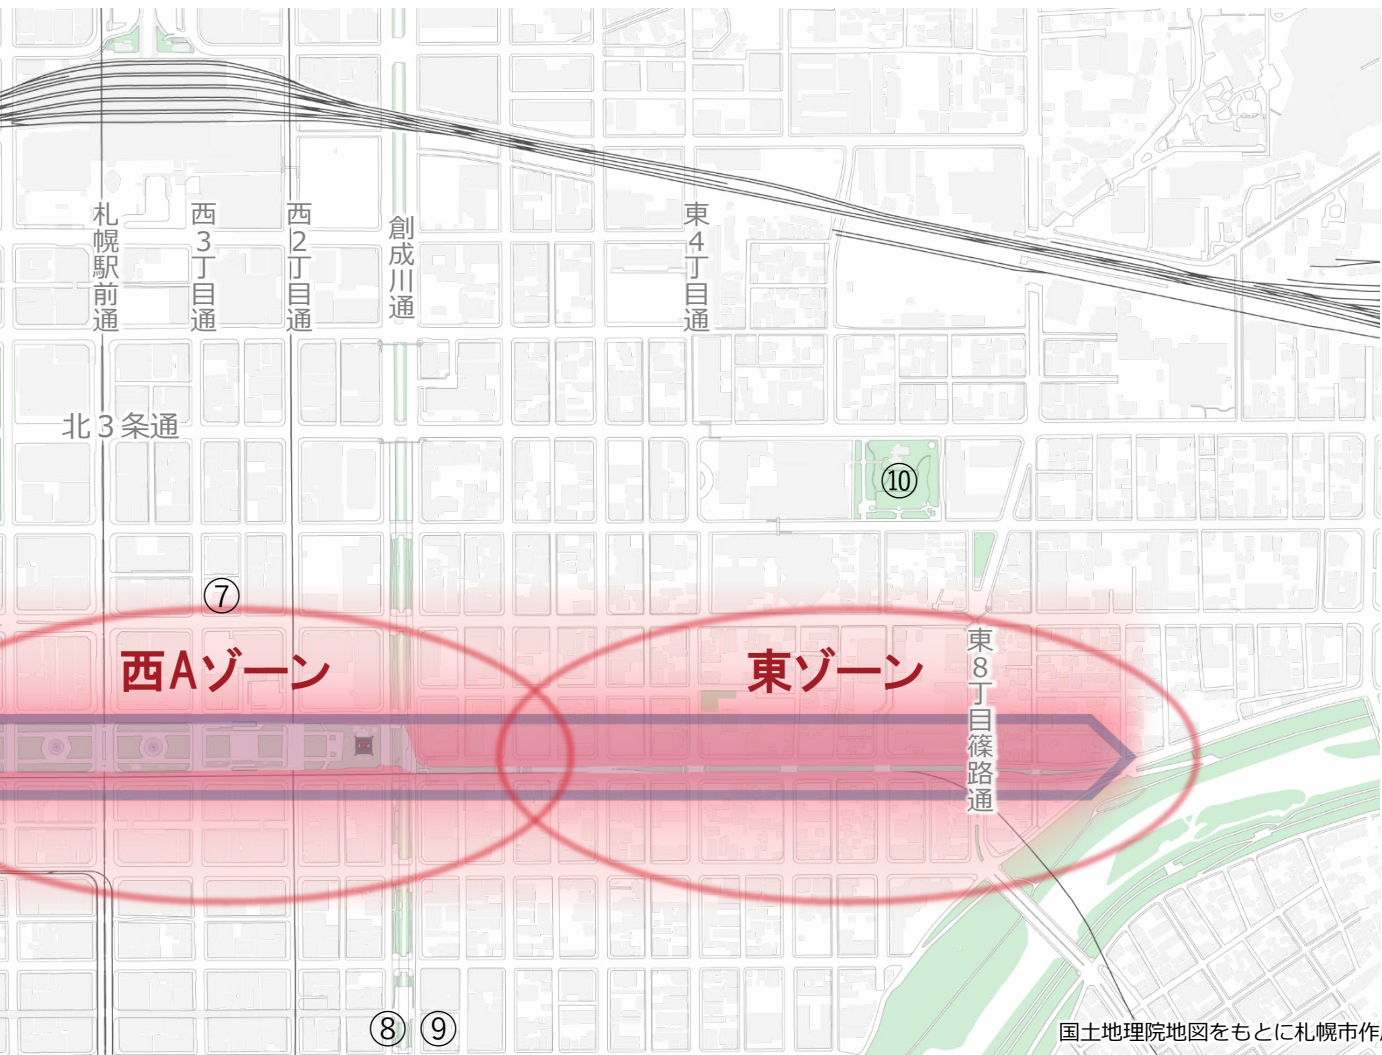 札幌駅前通
西3丁目通
西2丁目通
創成川通
東4丁目通
北3条通
⑩
⑦
西Aゾーン
東ゾーン
東8丁目篠路通
⑧
⑨
国土地理院地図をもとに札幌市作